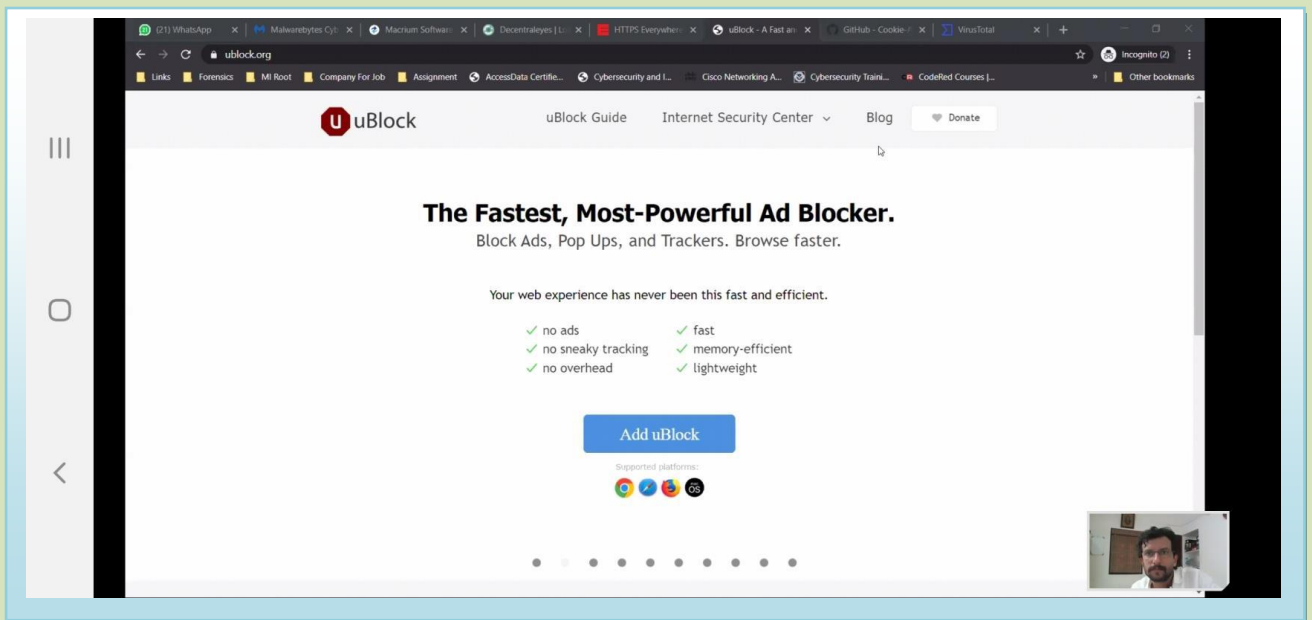 (21) WhatsApp
Malwarebytes Cyb
Macrium Software
Decentraleyes | Lo
HTTPS Everywhere
uBlock - A Fast an
GitHub - Cookie-
VirusTotal
ublock.org
Incognito (2)
Links Forensics MI Root Company For Job Assignment AccessData Certifie... Cybersecurity and I... Cisco Networking A... Cybersecurity Traini... CodeRed Courses |... » Other bookmarks
uBlock
uBlock Guide Internet Security Center Blog Donate
The Fastest, Most-Powerful Ad Blocker.
Block Ads, Pop Ups, and Trackers. Browse faster.
Your web experience has never been this fast and efficient.
no ads fast
no sneaky tracking memory-efficient
no overhead lightweight
Add uBlock
Supported platforms:
OS